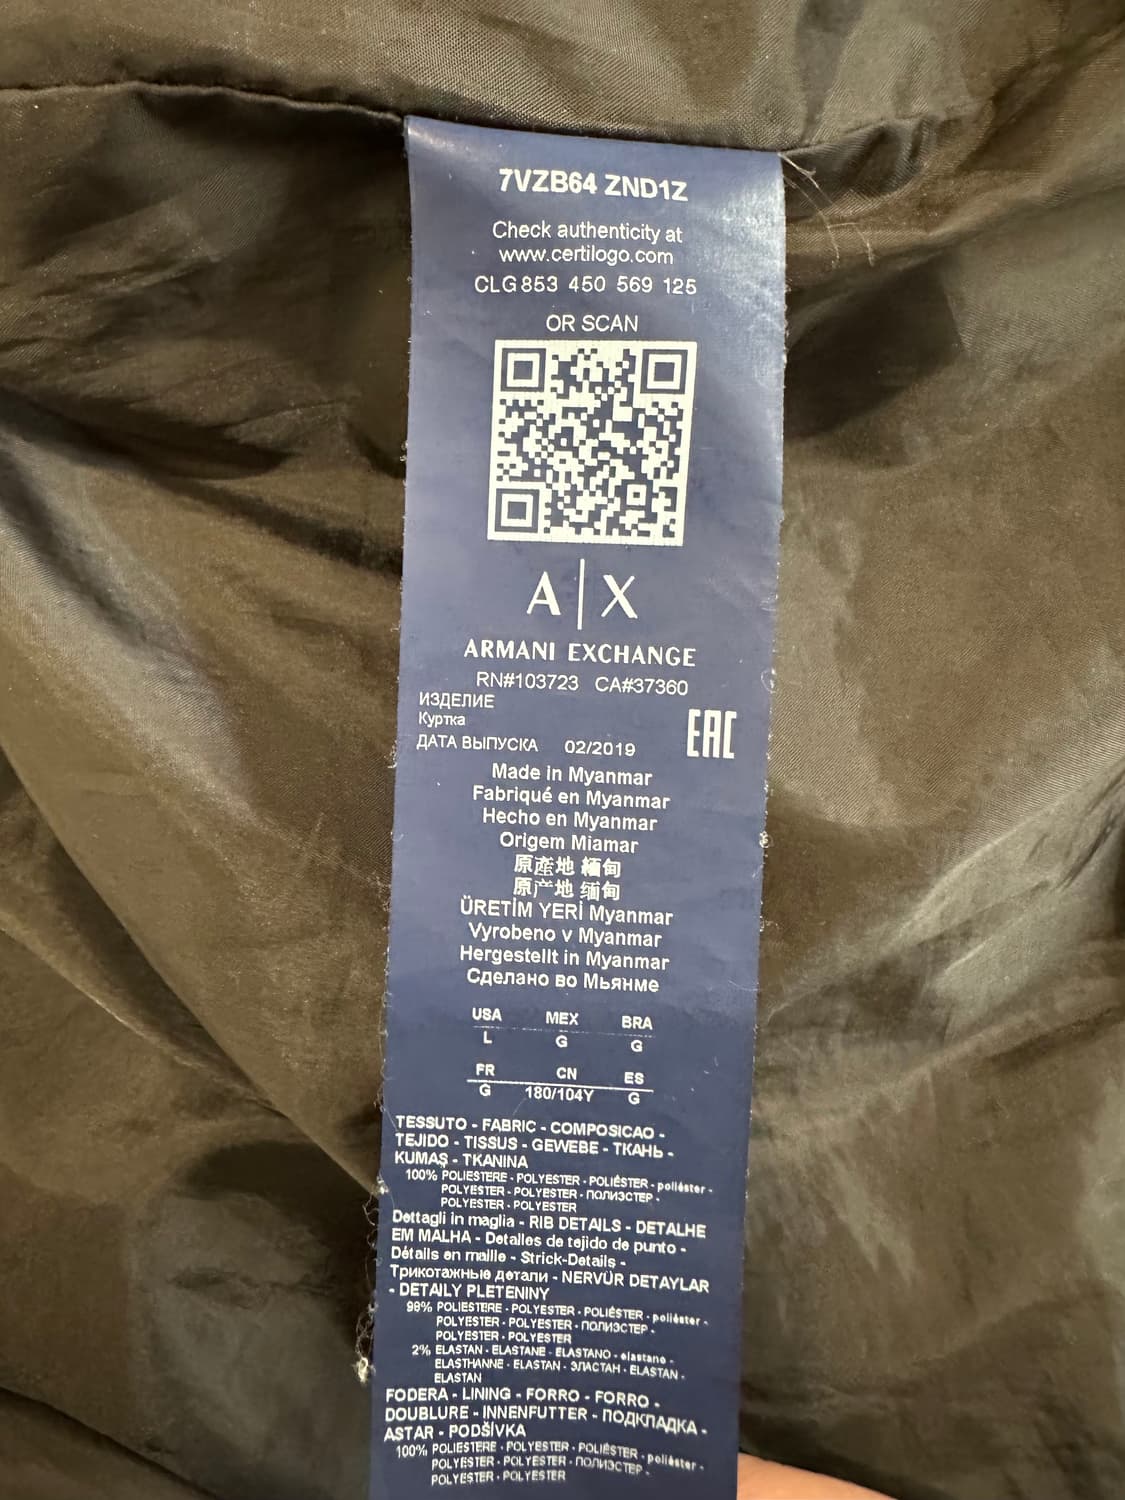 7VZB64 ZND1Z
Check authenticity at
www.certilogo.com
CLG 853 450 569 125
OR SCAN
A|X
ARMANI EXCHANGE
RN#103723 CA#37360
ИЗДЕЛИЕ
Куртка
EAC
ДАТА ВЫПУСКА 02/2019
Made in Myanmar
Fabriqué en Myanmar
Hecho en Myanmar
Origem Miamar
原產地 緬甸
原产地 缅甸
ÜRETİM YERİ Myanmar
Vyrobeno v Myanmar
Hergestellt in Myanmar
Сделано во Мьянме
USA MEX BRA
L G G
FR CN ES
G 180/104Y G
TESSUTO - FABRIC - COMPOSICAO -
TEJIDO - TISSUS - GEWEBE - ТКАНЬ -
KUMAŞ - TKANINA
100% POLIESTERE - POLYESTER - POLIÉSTER - poliéster -
POLYESTER - POLYESTER - ПОЛИЭСТЕР -
POLYESTER - POLYESTER
Dettagli in maglia - RIB DETAILS - DETALHE
EM MALHA - Detalles de tejido de punto -
Détails en maille - Strick-Details -
Трикотажные детали - NERVÜR DETAYLAR
- DETAILY PLETENINY
98% POLIESTERE - POLYESTER - POLIÉSTER - poliéster -
POLYESTER - POLYESTER - ПОЛИЭСТЕР -
POLYESTER - POLYESTER
2% ELASTAN - ELASTANE - ELASTANO - elastano -
ELASTHANNE - ELASTAN - ЭЛАСТАН - ELASTAN -
ELASTAN
FODERA - LINING - FORRO - FORRO -
DOUBLURE - INNENFUTTER - ПОДКЛАДКА -
ASTAR - PODŠÍVKA
100% POLIESTERE - POLYESTER - POLIÉSTER - poliéster -
POLYESTER - POLYESTER - ПОЛИЭСТЕР -
POLYESTER - POLYESTER